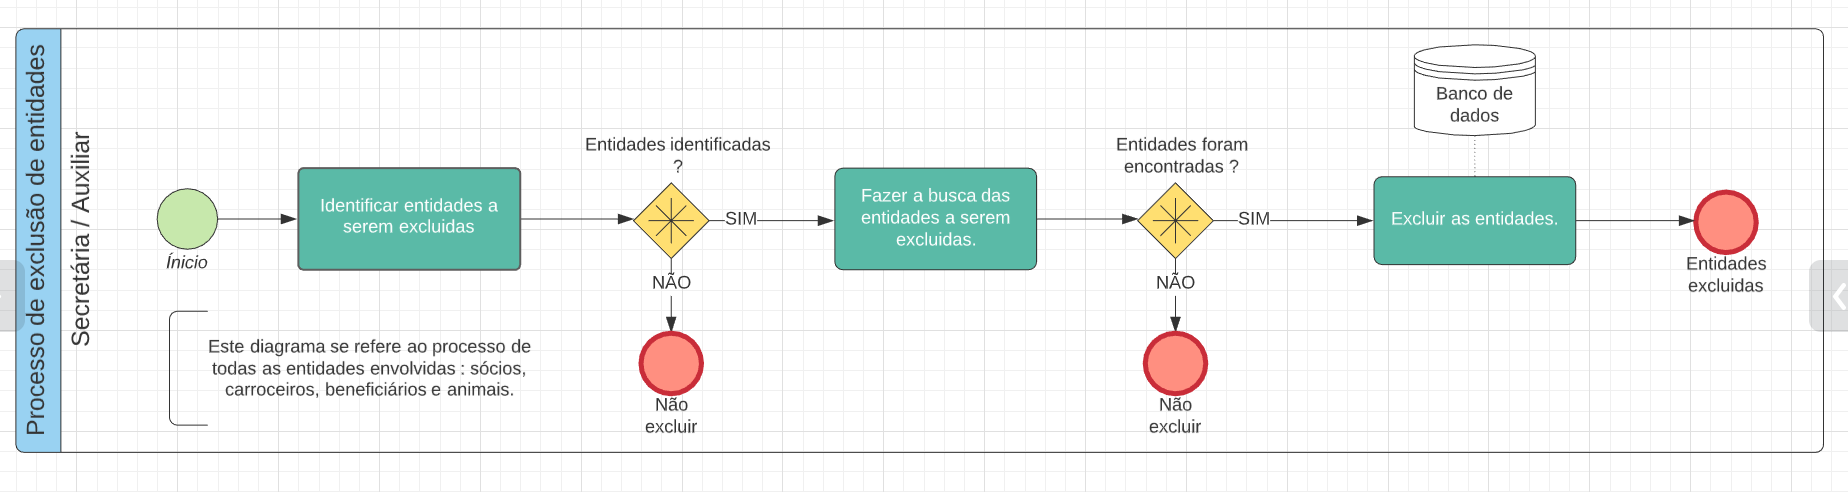 Processo de exclusão de entidades
Secretária / Auxiliar
Ínicio
Identificar entidades a
serem excluidas
Entidades identificadas
?
SIM
NÃO
Não
excluir
Fazer a busca das
entidades a serem
excluidas.
Entidades foram
encontradas ?
SIM
NÃO
Não
excluir
Banco de
dados
Excluir as entidades.
Entidades
excluidas
Este diagrama se refere ao processo de
todas as entidades envolvidas : sócios,
carroceiros, beneficiários e animais.